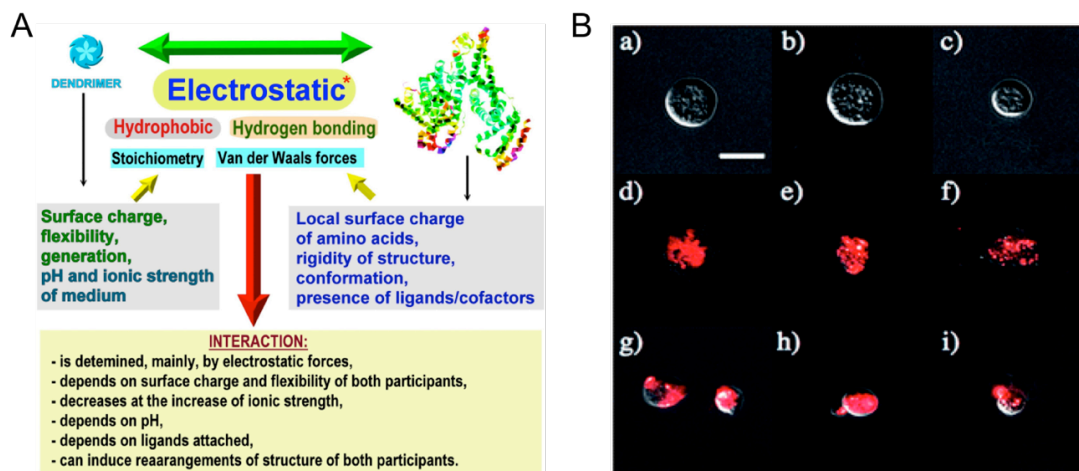 A
DENDRIMER
Electrostatic*
Hydrophobic
Hydrogen bonding
Stoichiometry
Van der Waals forces
Surface charge,
flexibility,
generation,
pH and ionic strength
of medium
Local surface charge
of amino acids,
rigidity of structure,
conformation,
presence of ligands/cofactors
INTERACTION:
- is detemined, mainly, by electrostatic forces,
- depends on surface charge and flexibility of both participants,
- decreases at the increase of ionic strength,
- depends on pH,
- depends on ligands attached,
- can induce reaarangements of structure of both participants.
B
a)
b)
c)
d)
e)
f)
g)
h)
i)